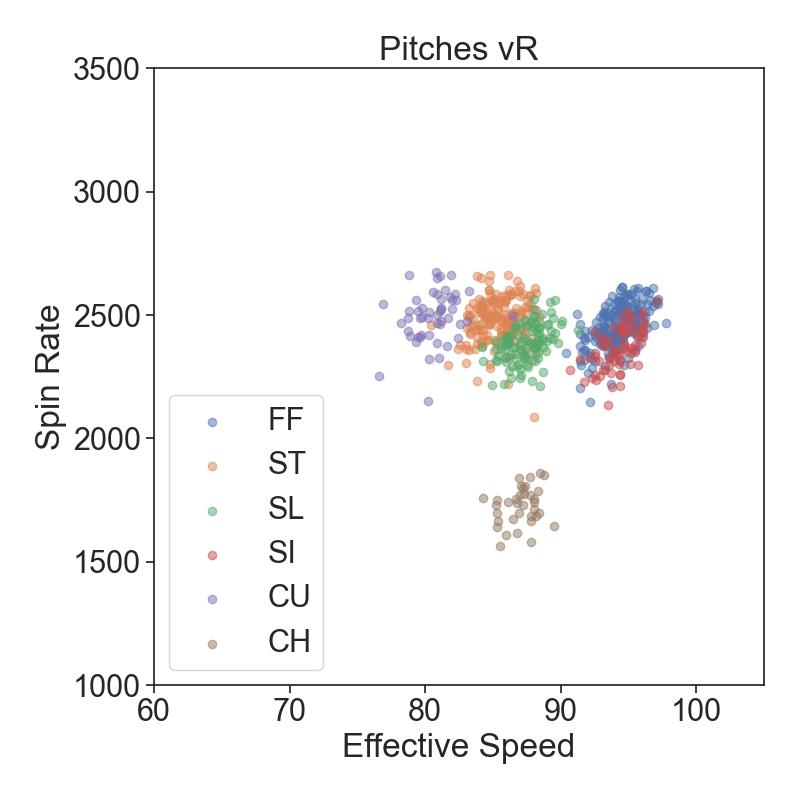 Pitches vR
3500
3000
2500
2000
1500
1000
Spin Rate
FF
ST
SL
SI
CU
CH
60 70 80 90 100
Effective Speed